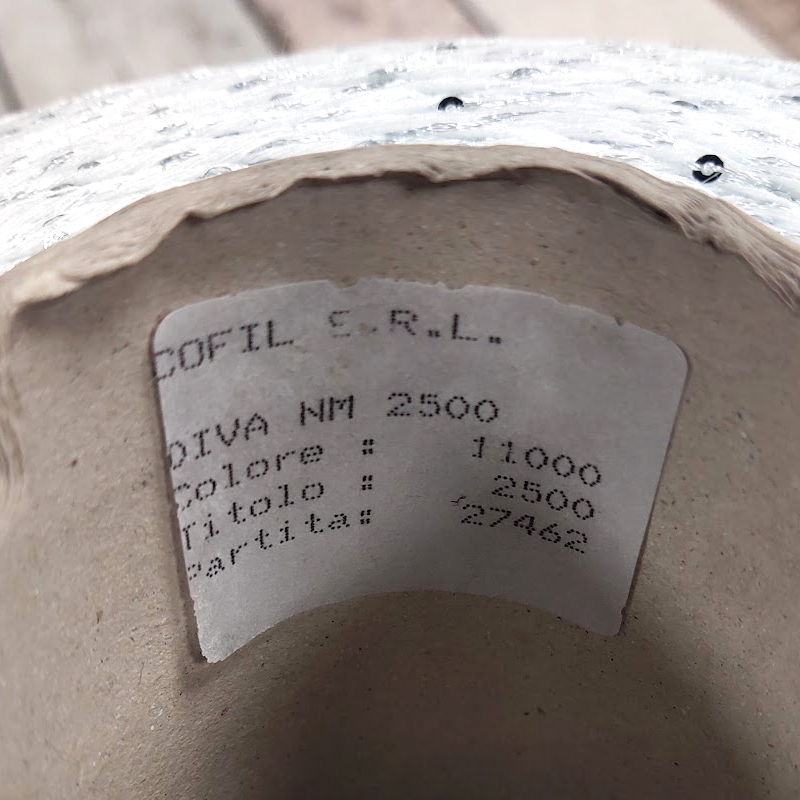 COFIL S.R.L.
DIVA NM 2500
Colore : 11000
Titolo : 2500
Partita: 27462